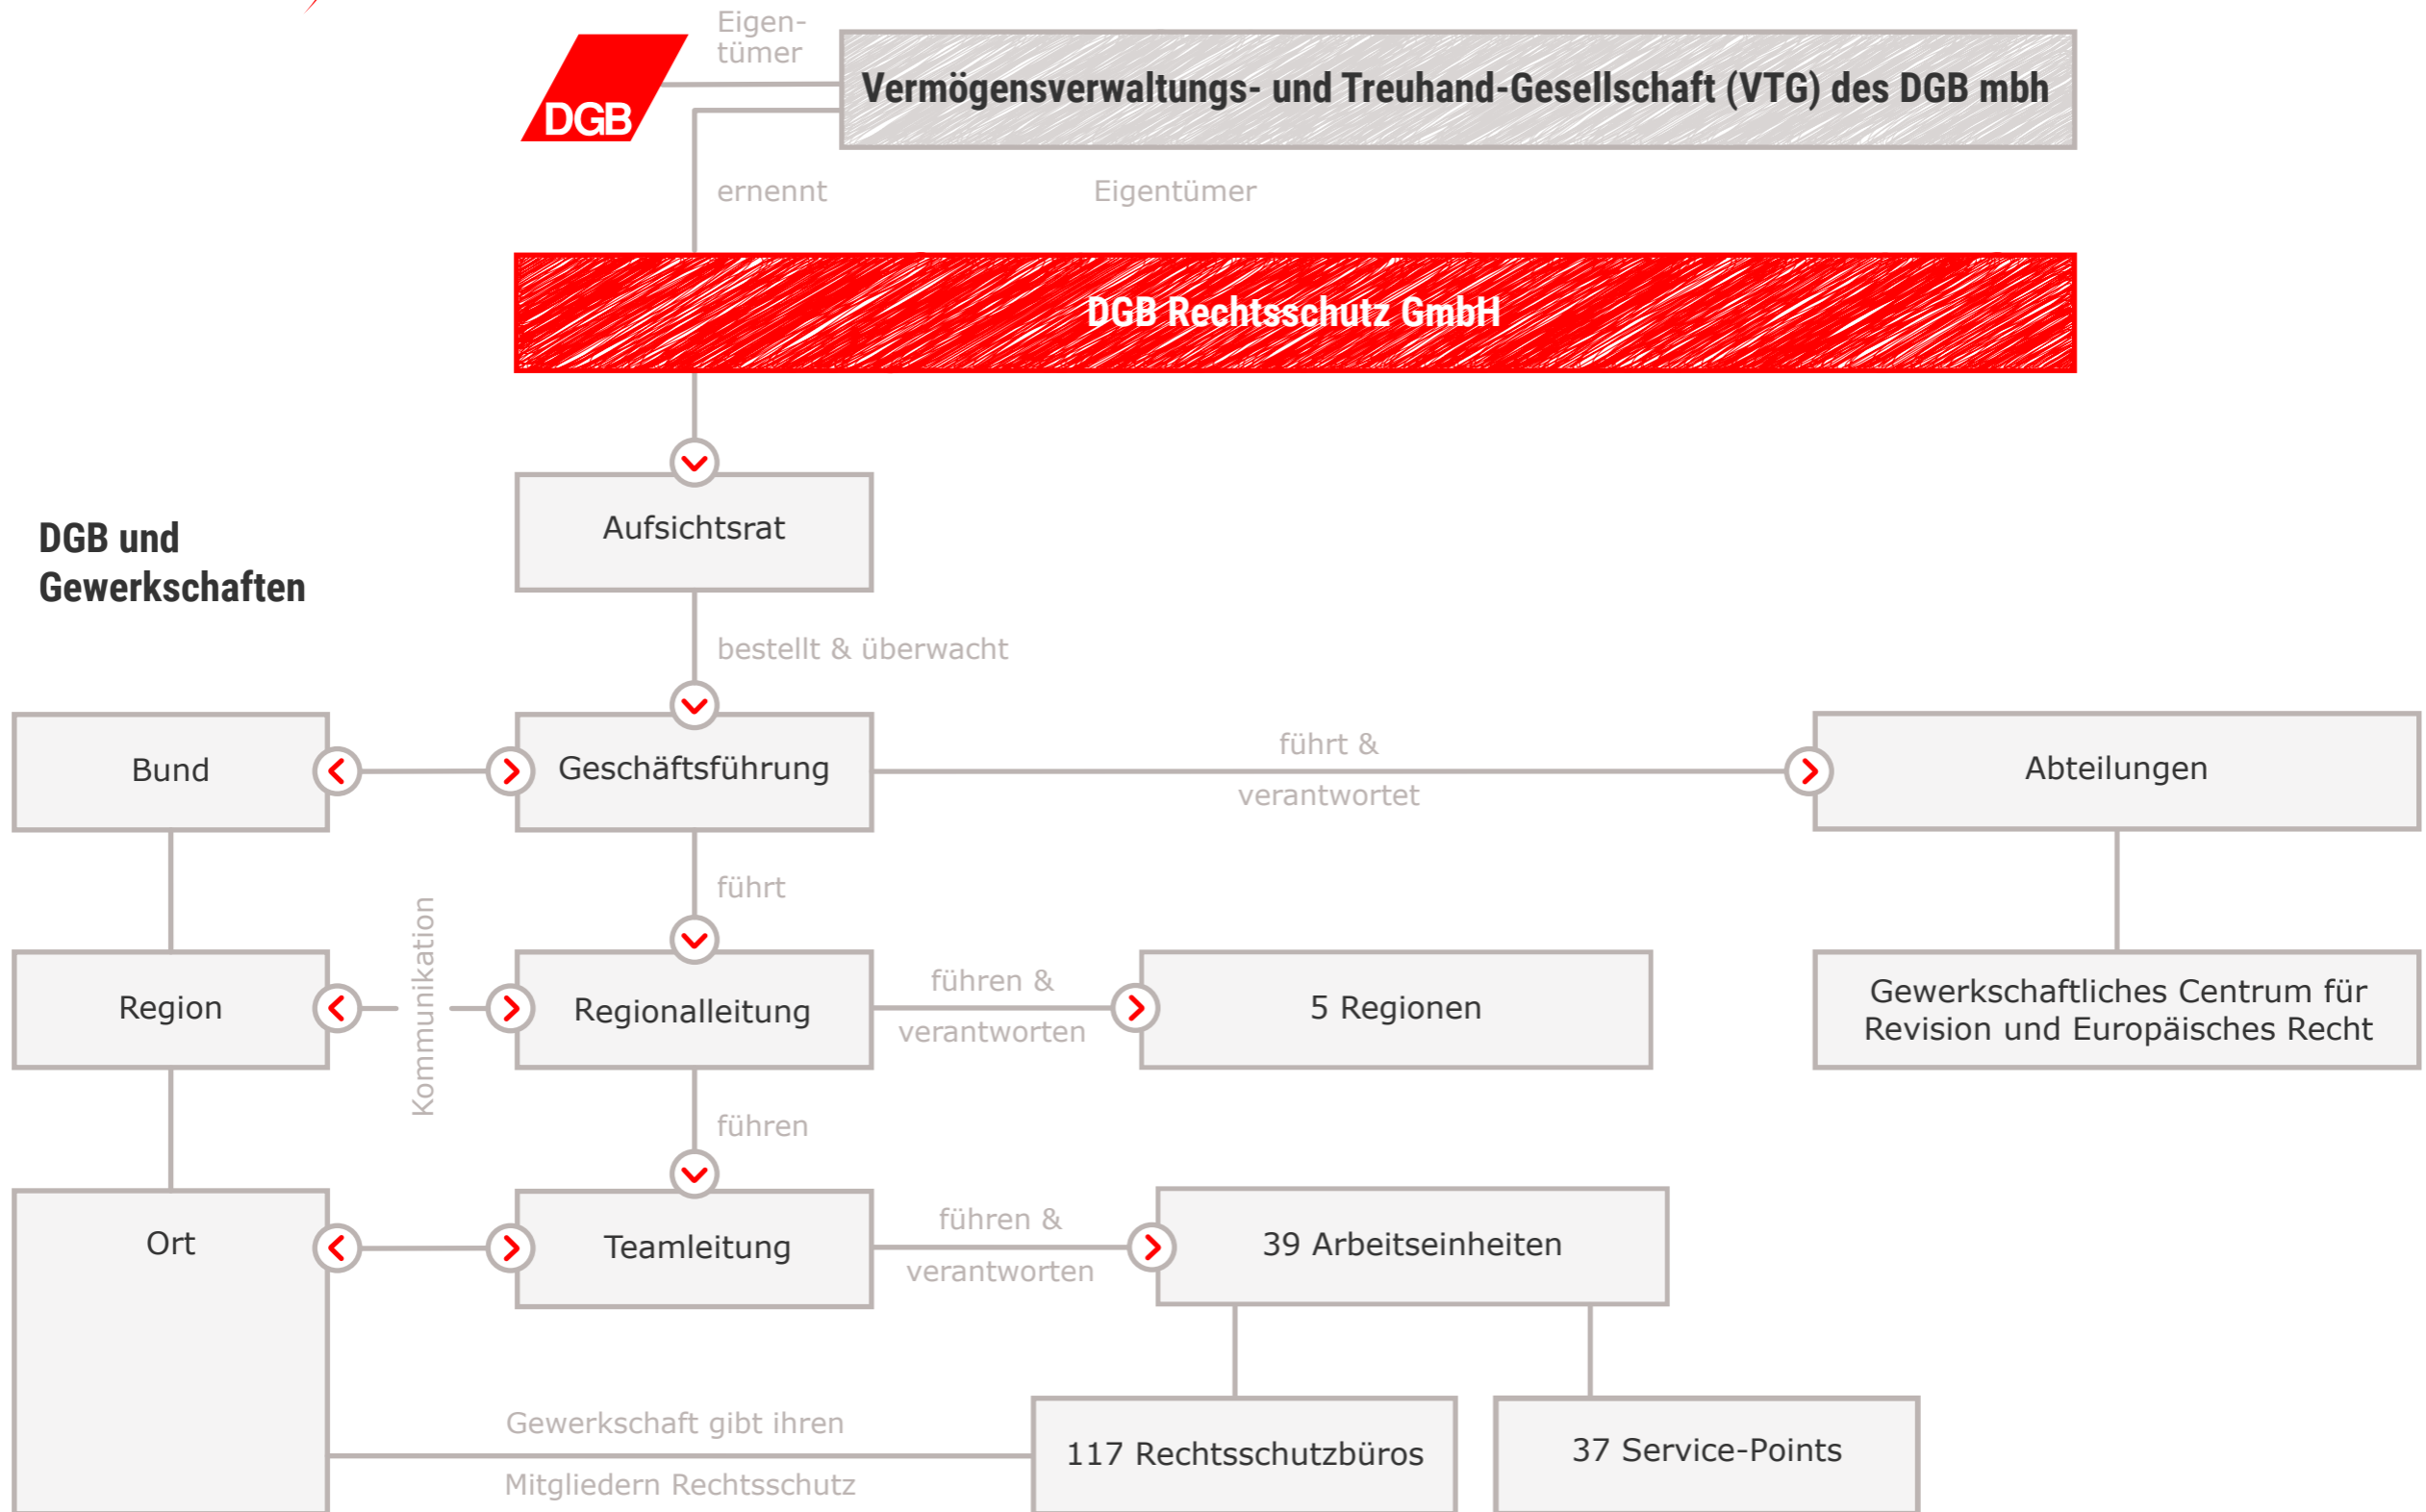 Eigen-
tümer
DGB
Vermögensverwaltungs- und Treuhand-Gesellschaft (VTG) des DGB mbh
ernennt
Eigentümer
DGB Rechtsschutz GmbH
Aufsichtsrat
DGB und
Gewerkschaften
bestellt & überwacht
Bund
Geschäftsführung
führt &
verantwortet
Abteilungen
führt
Kommunikation
Region
Regionalleitung
führen &
verantworten
5 Regionen
Gewerkschaftliches Centrum für
Revision und Europäisches Recht
führen
Ort
Teamleitung
führen &
verantworten
39 Arbeitseinheiten
Gewerkschaft gibt ihren
Mitgliedern Rechtsschutz
117 Rechtsschutzbüros
37 Service-Points